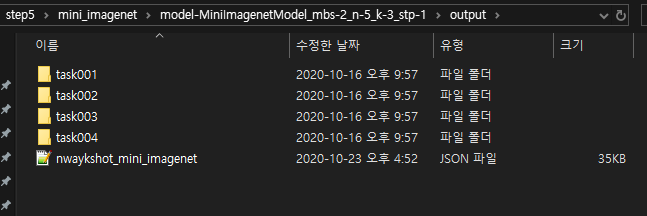 step5 > mini_imagenet > model-MiniImagenetModel_mbs-2_n-5_k-3_stp-1 > output >
이름 수정한 날짜 유형 크기
task001 2020-10-16 오후 9:57 파일 폴더
task002 2020-10-16 오후 9:57 파일 폴더
task003 2020-10-16 오후 9:57 파일 폴더
task004 2020-10-16 오후 9:57 파일 폴더
nwaykshot_mini_imagenet 2020-10-23 오후 4:52 JSON 파일 35KB